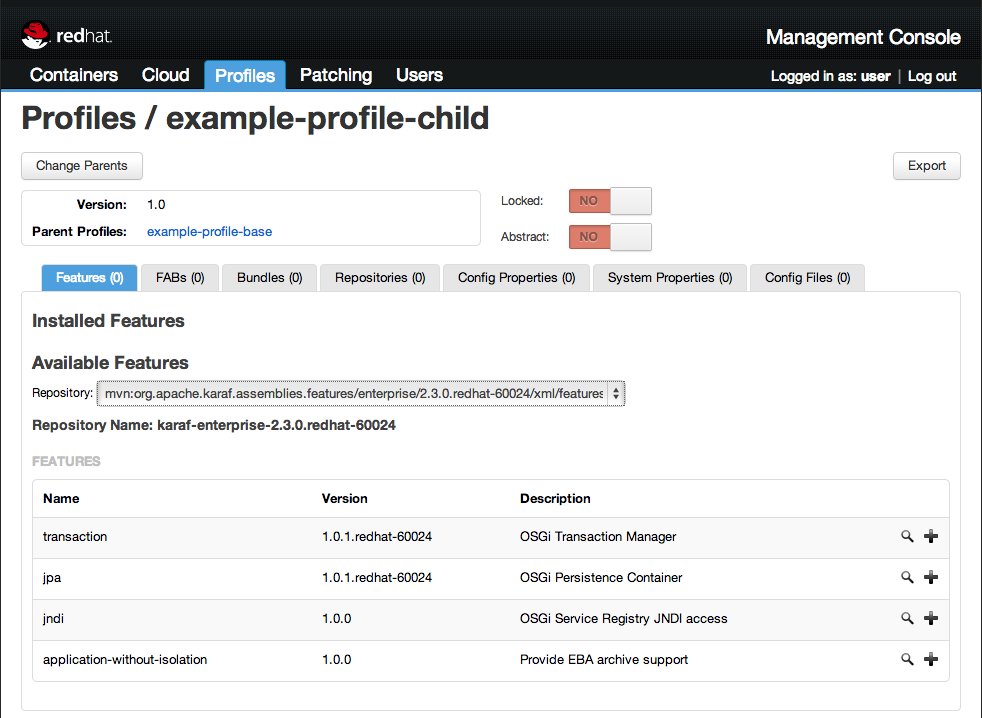 redhat.
Management Console
Containers Cloud Profiles Patching Users
Logged in as: user | Log out
Profiles / example-profile-child
Change Parents
Export
Version: 1.0
Parent Profiles: example-profile-base
Locked: NO
Abstract: NO
Features (0) FABs (0) Bundles (0) Repositories (0) Config Properties (0) System Properties (0) Config Files (0)
Installed Features
Available Features
Repository: mvn:org.apache.karaf.assemblies.features/enterprise/2.3.0.redhat-60024/xml/features
Repository Name: karaf-enterprise-2.3.0.redhat-60024
FEATURES
Name Version Description
transaction 1.0.1.redhat-60024 OSGi Transaction Manager
jpa 1.0.1.redhat-60024 OSGi Persistence Container
jndi 1.0.0 OSGi Service Registry JNDI access
application-without-isolation 1.0.0 Provide EBA archive support